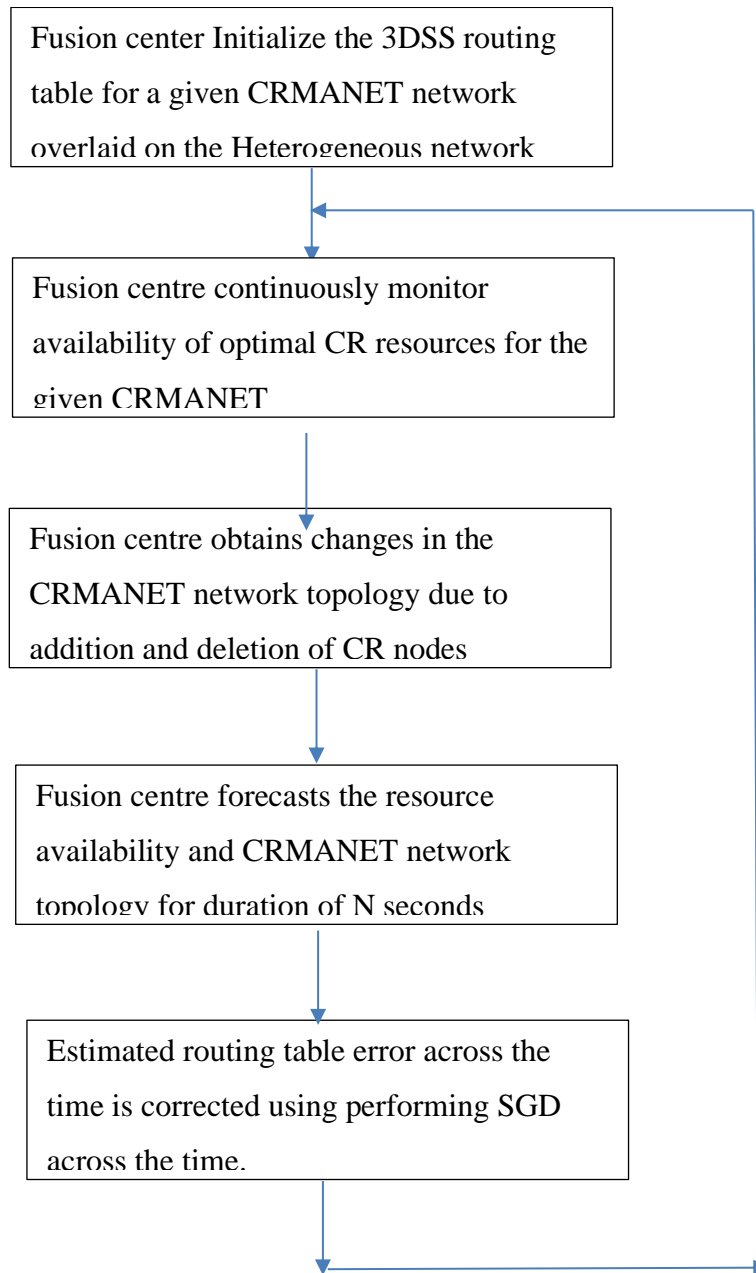 Fusion center Initialize the 3DSS routing
table for a given CRMANET network
overlaid on the Heterogeneous network
Fusion centre continuously monitor
availability of optimal CR resources for the
given CRMANET
Fusion centre obtains changes in the
CRMANET network topology due to
addition and deletion of CR nodes
Fusion centre forecasts the resource
availability and CRMANET network
topology for duration of N seconds
Estimated routing table error across the
time is corrected using performing SGD
across the time.